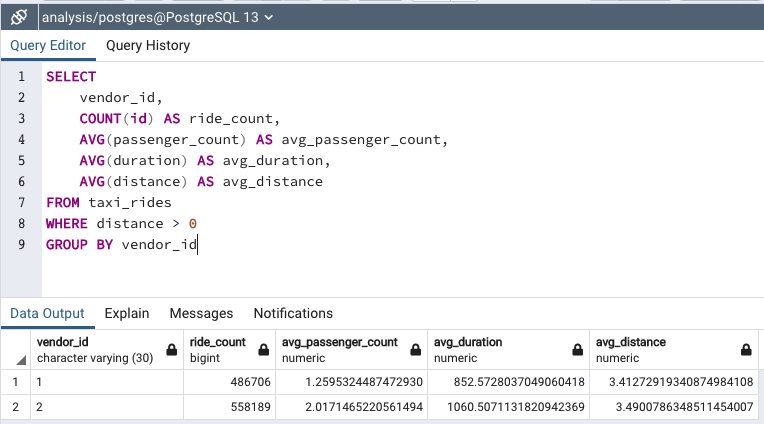 analysis/postgres@PostgreSQL 13
Query Editor Query History
1 SELECT
2 vendor_id,
3 COUNT(id) AS ride_count,
4 AVG(passenger_count) AS avg_passenger_count,
5 AVG(duration) AS avg_duration,
6 AVG(distance) AS avg_distance
7 FROM taxi_rides
8 WHERE distance > 0
9 GROUP BY vendor_id
Data Output Explain Messages Notifications
vendor_id ride_count avg_passenger_count avg_duration avg_distance
character varying (30) bigint numeric numeric numeric
1 1 486706 1.2595324487472930 852.5728037049060418 3.41272919340874984108
2 2 558189 2.0171465220561494 1060.5071131820942369 3.4900786348511454007